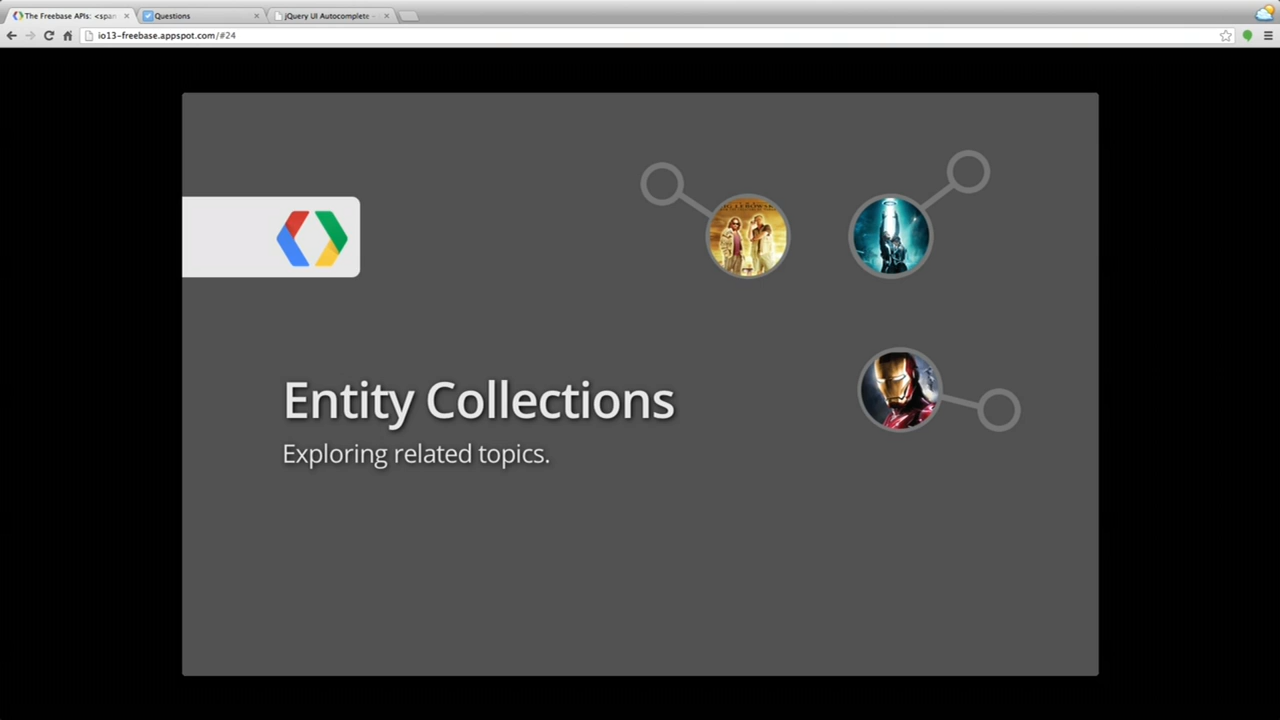 The Freebase APIs: <span
Questions
jQuery UI Autocomplete -
io13-freebase.appspot.com/#24
Entity Collections
Exploring related topics.